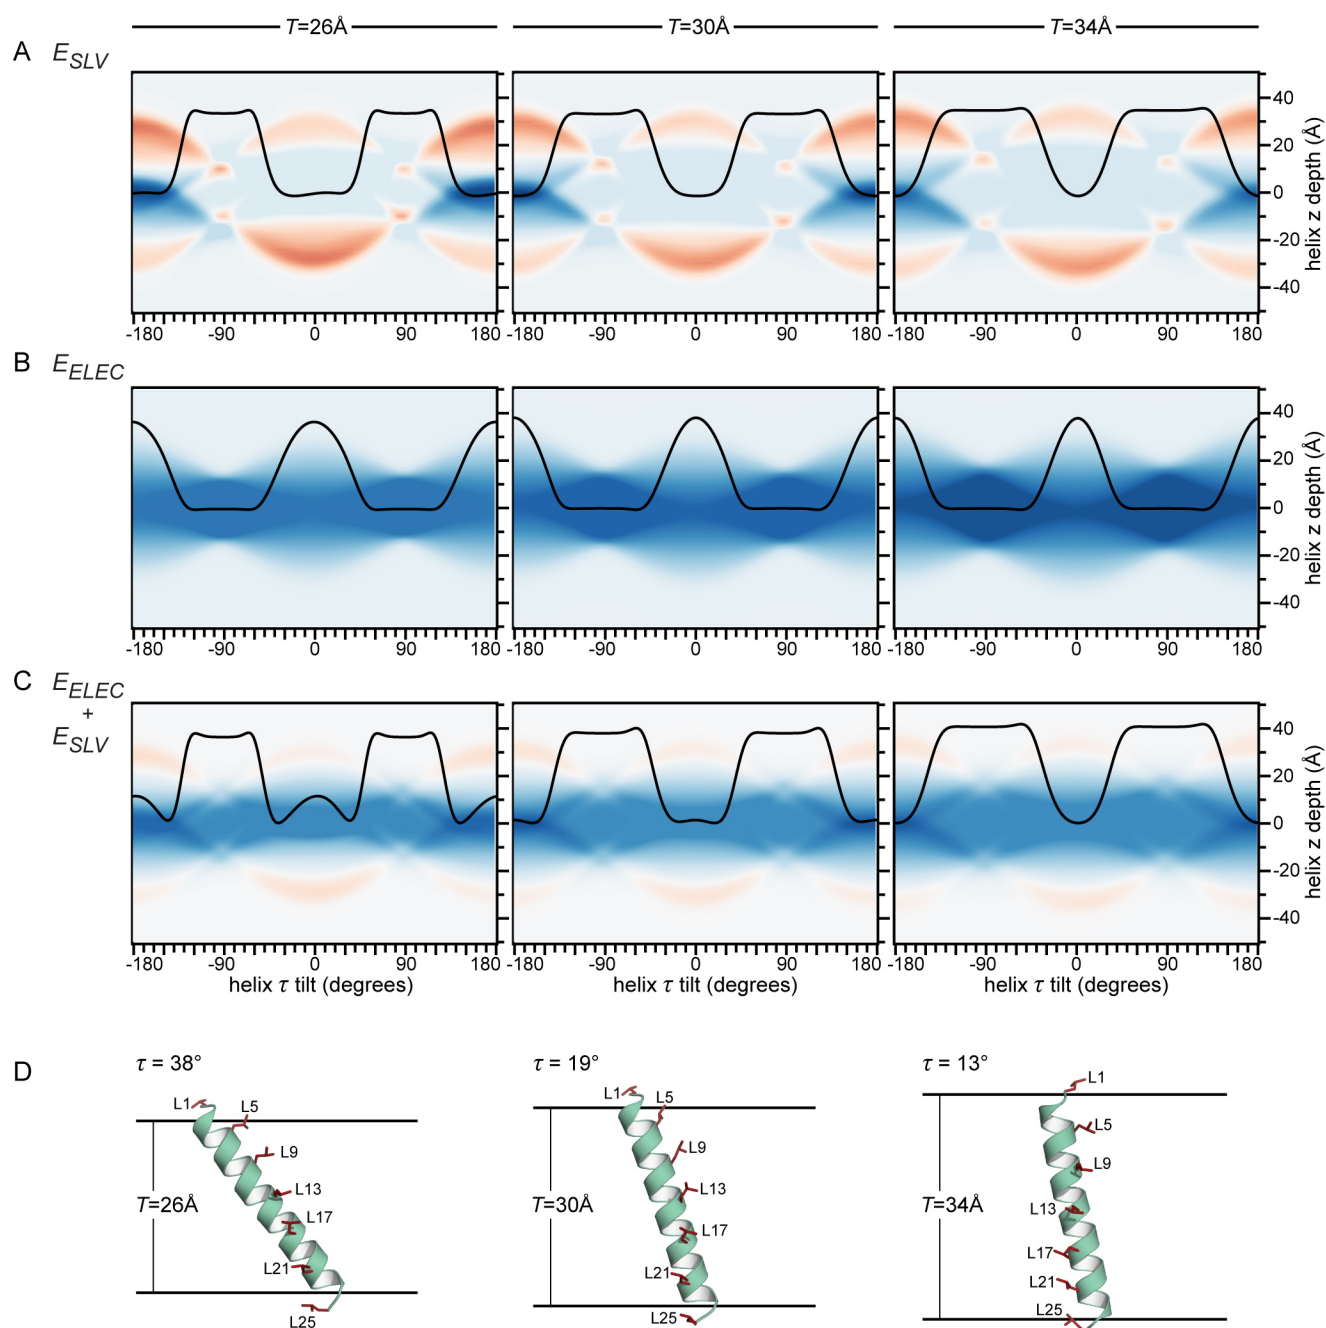 T=26Å T=30Å T=34Å
A E_SLV
40
20
0
-20
-40
helix z depth (Å)
-180 -90 0 90 180 -180 -90 0 90 180 -180 -90 0 90 180
B E_ELEC
40
20
0
-20
-40
helix z depth (Å)
-180 -90 0 90 180 -180 -90 0 90 180 -180 -90 0 90 180
C E_ELEC
+
E_SLV
40
20
0
-20
-40
helix z depth (Å)
-180 -90 0 90 180 -180 -90 0 90 180 -180 -90 0 90 180
helix τ tilt (degrees) helix τ tilt (degrees) helix τ tilt (degrees)
D
τ = 38°
L1
L5
L9
L13
L17
L21
L25
T=26Å
τ = 19°
L1
L5
L9
L13
L17
L21
L25
T=30Å
τ = 13°
L1
L5
L9
L13
L17
L21
L25
T=34Å